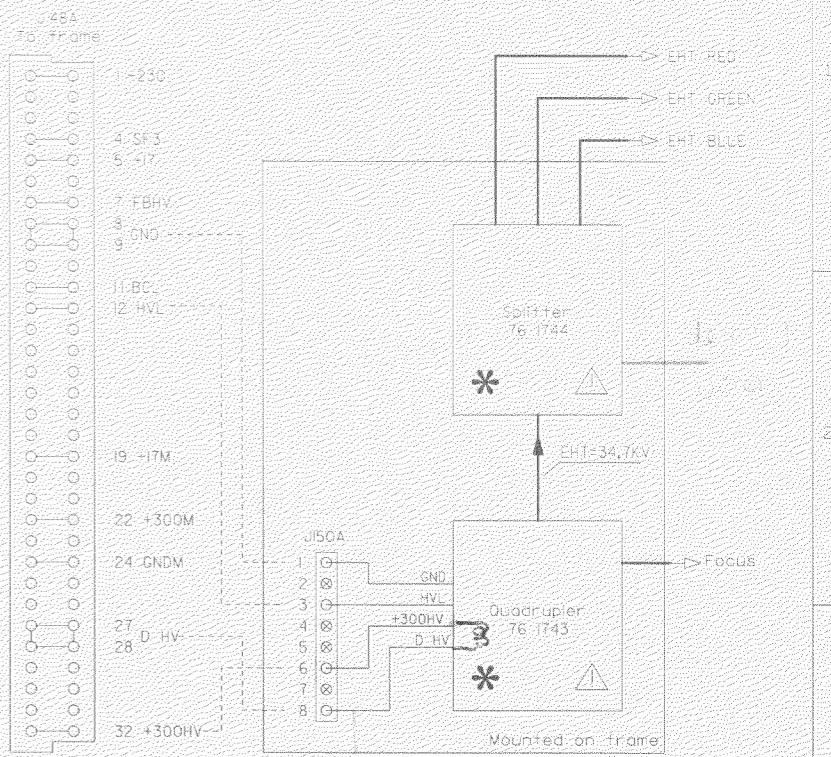 J48A
To frame
1 -230
4 SF3
5 +17
7 FBHV
8
GND
9
11 BCL
12 HVL
19 +17M
22 +300M
24 GNDM
27
D HV
28
32 +300HV
EHT RED
EHT GREEN
EHT BLUE
Splitter
76 1744
*
EHT=34,7KV
J150A
1
2
3
4
5
6
7
8
GND
HVL
+300HV
D HV
Quadrupler
76 1743
*
Focus
Mounted on frame
1
2